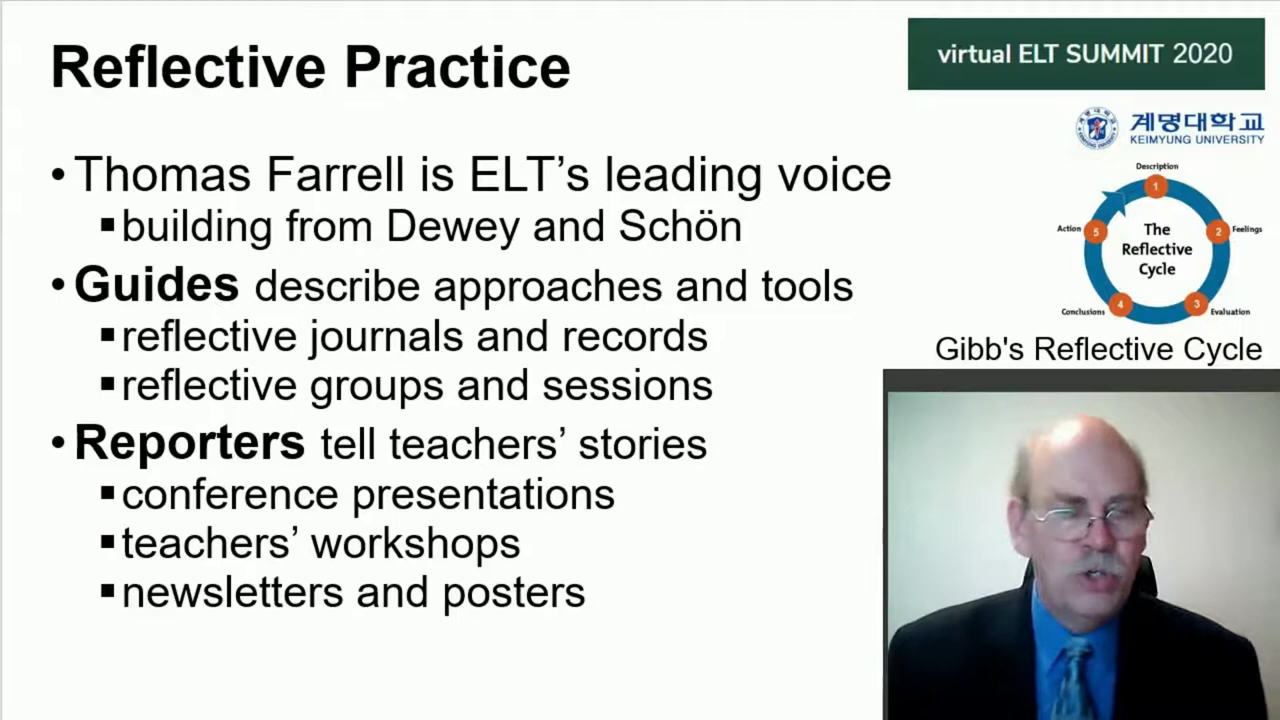 Reflective Practice
• Thomas Farrell is ELT’s leading voice
▪ building from Dewey and Schön
• Guides describe approaches and tools
▪ reflective journals and records
▪ reflective groups and sessions
• Reporters tell teachers’ stories
▪ conference presentations
▪ teachers’ workshops
▪ newsletters and posters
virtual ELT SUMMIT 2020
계명대학교
KEIMYUNG UNIVERSITY
Description
1
Action
5
The
Reflective
Cycle
2
Feelings
Conclusions
4
3
Evaluation
Gibb's Reflective Cycle